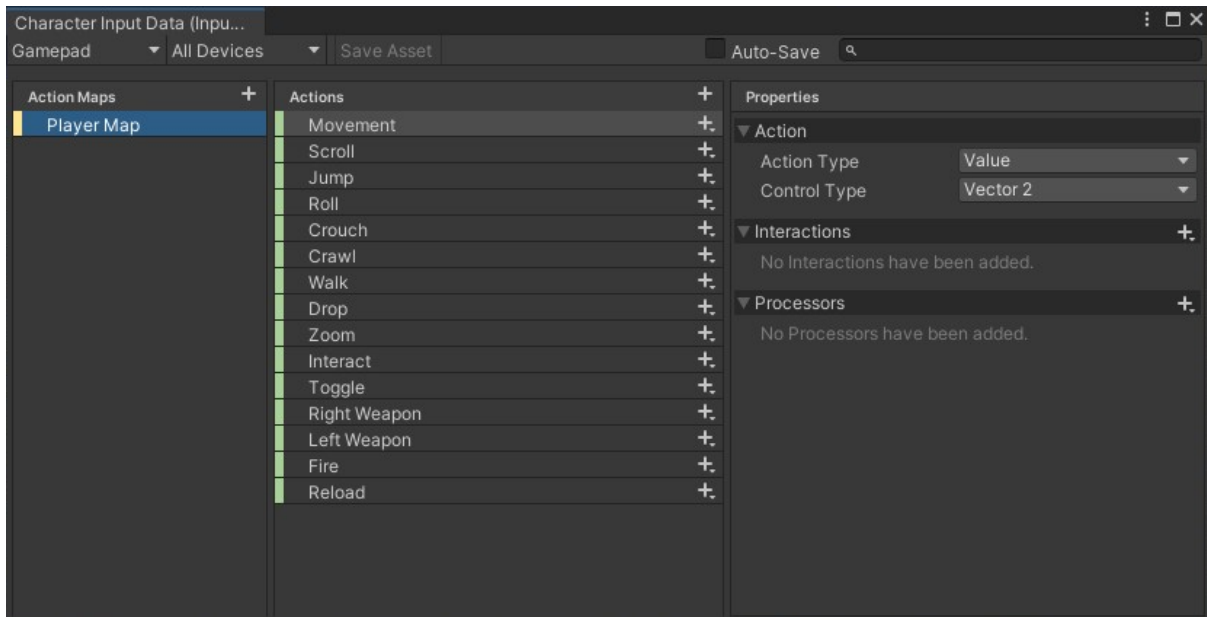 Character Input Data (Inpu...
Gamepad All Devices Save Asset Auto-Save
Action Maps
Player Map
Actions
Movement
Scroll
Jump
Roll
Crouch
Crawl
Walk
Drop
Zoom
Interact
Toggle
Right Weapon
Left Weapon
Fire
Reload
Properties
Action
Action Type Value
Control Type Vector 2
Interactions
No Interactions have been added.
Processors
No Processors have been added.